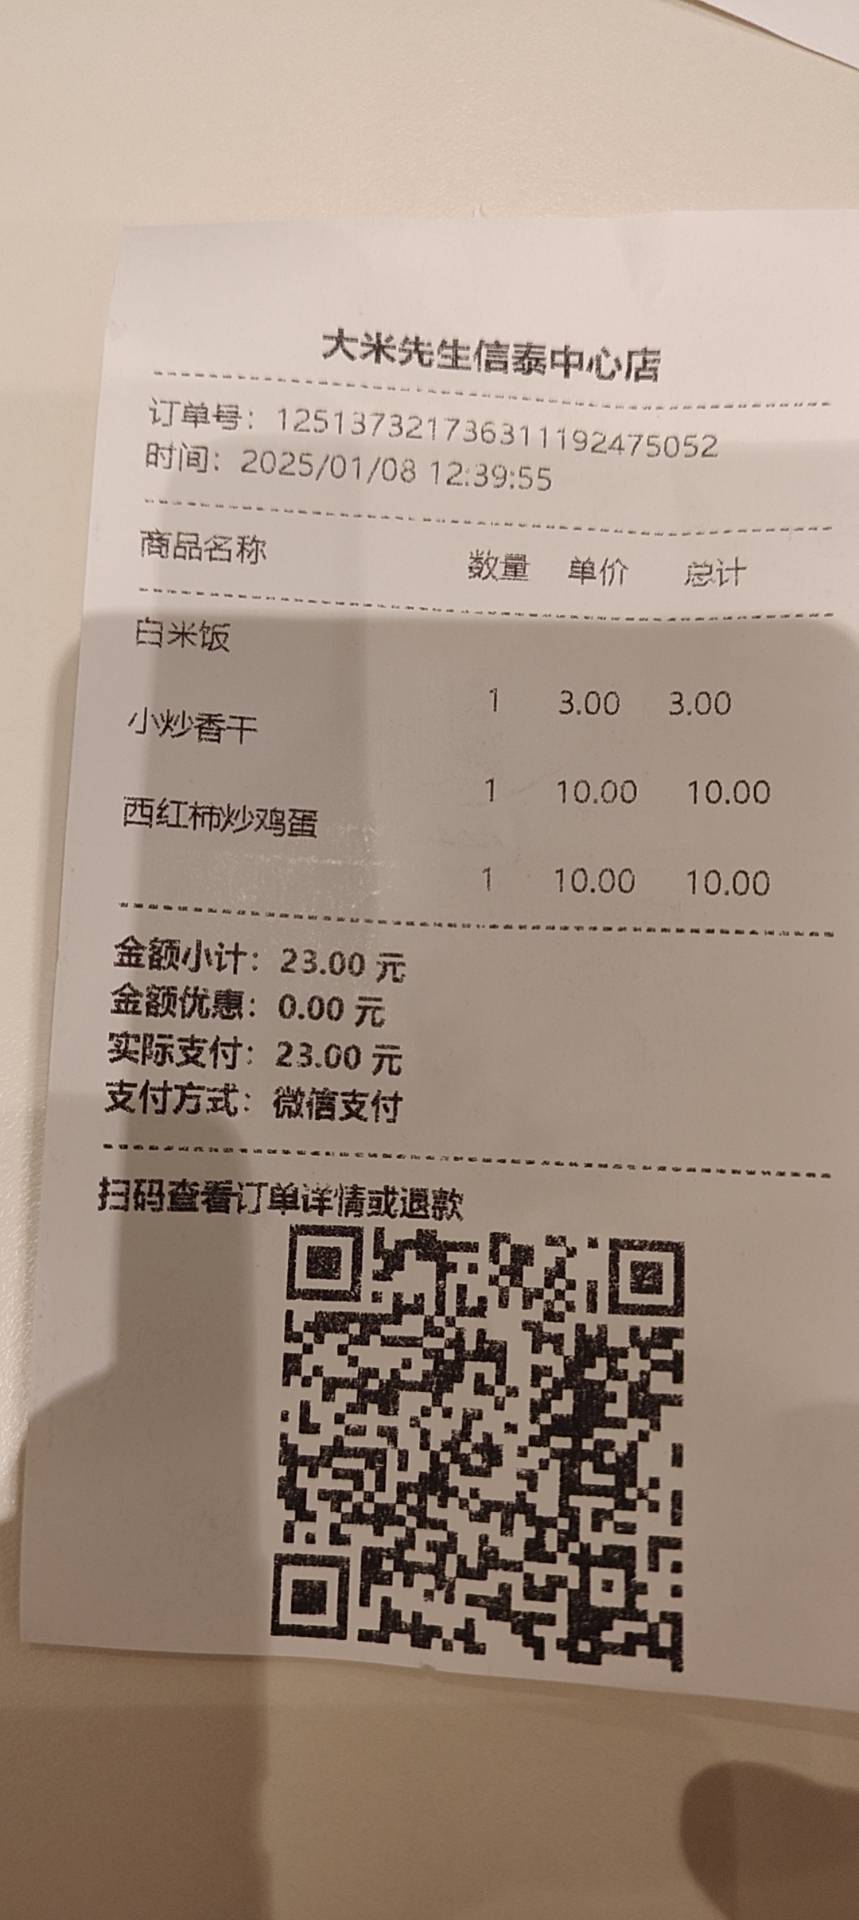 大米先生信泰中心店
订单号：12513732173631119​2475052
时间：2025/01/08 12:39:55
商品名称 数量 单价 总计
白米饭
1 3.00 3.00
小炒香干
1 10.00 10.00
西红柿炒鸡蛋
1 10.00 10.00
金额小计：23.00 元
金额优惠：0.00 元
实际支付：23.00 元
支付方式：微信支付
扫码查看订单详情或退款